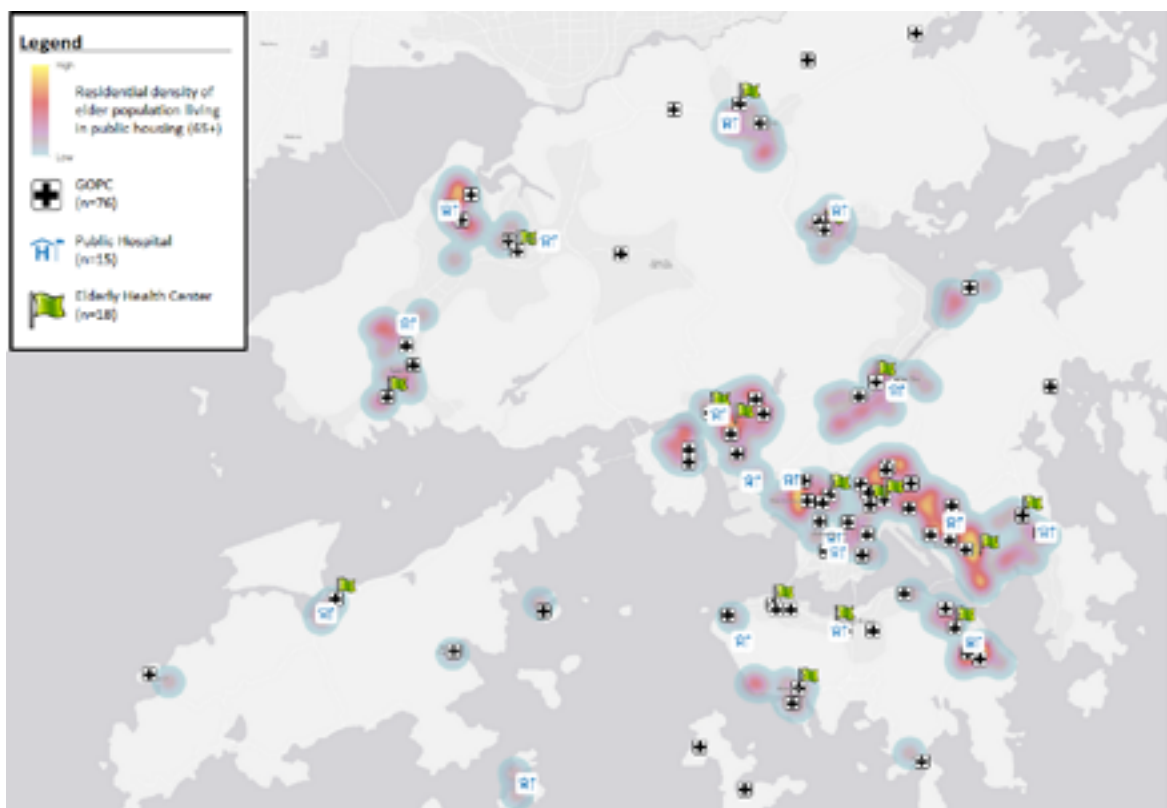 Legend
High
Residential density of
elder population living
in public housing (65+)
Low
GOPC
(n=76)
Public Hospital
(n=15)
Elderly Health Center
(n=18)